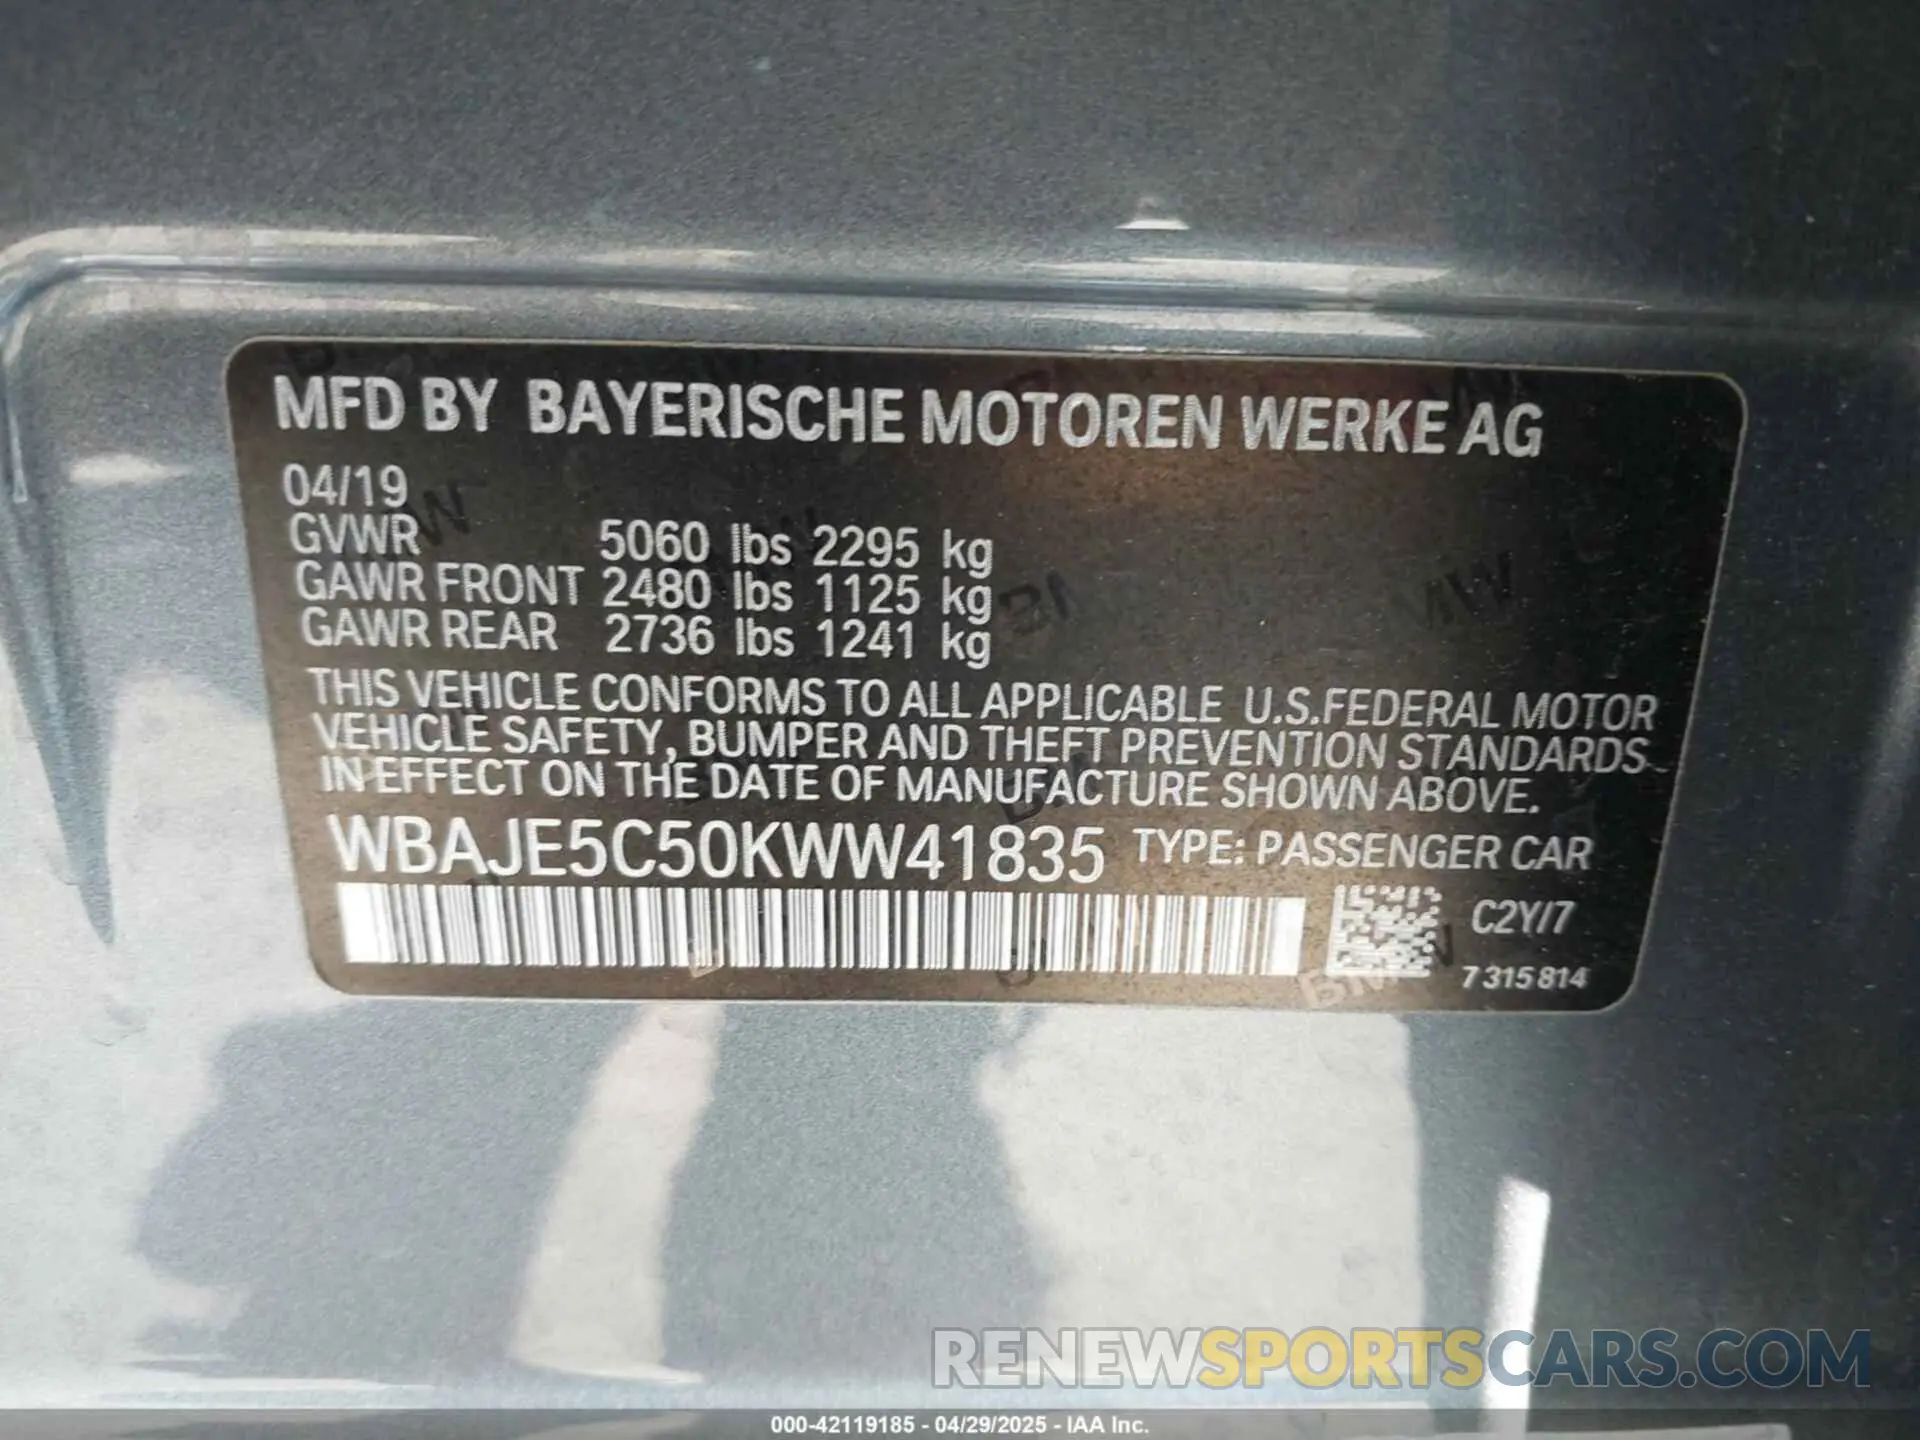 MFD BY BAYERISCHE MOTOREN WERKE AG
04/19
GVWR 5060 lbs 2295 kg
GAWR FRONT 2480 lbs 1125 kg
GAWR REAR 2736 lbs 1241 kg
THIS VEHICLE CONFORMS TO ALL APPLICABLE U.S.FEDERAL MOTOR
VEHICLE SAFETY, BUMPER AND THEFT PREVENTION STANDARDS
IN EFFECT ON THE DATE OF MANUFACTURE SHOWN ABOVE.
WBAJE5C50KWW41835 TYPE: PASSENGER CAR
C2Y/7
7315814
RENEWSPORTSCARS.COM
000-42119185 - 04/29/2025 - IAA Inc.